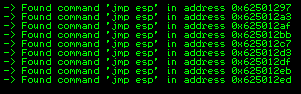 -> Found command 'jmp esp' in address 0x62501297
-> Found command 'jmp esp' in address 0x625012a3
-> Found command 'jmp esp' in address 0x625012af
-> Found command 'jmp esp' in address 0x625012bb
-> Found command 'jmp esp' in address 0x625012c7
-> Found command 'jmp esp' in address 0x625012d3
-> Found command 'jmp esp' in address 0x625012df
-> Found command 'jmp esp' in address 0x625012eb
-> Found command 'jmp esp' in address 0x625012ed